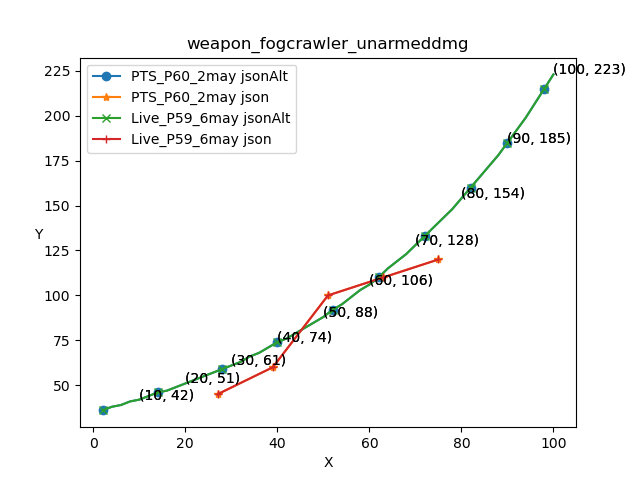 weapon_fogcrawler_unarmeddmg
PTS_P60_2may jsonAlt
PTS_P60_2may json
Live_P59_6may jsonAlt
Live_P59_6may json
(100, 223)
(90, 185)
(80, 154)
(70, 128)
(60, 106)
(50, 88)
(40, 74)
(30, 61)
(20, 51)
(10, 42)
Y
225
200
175
150
125
100
75
50
0 20 40 60 80 100
X